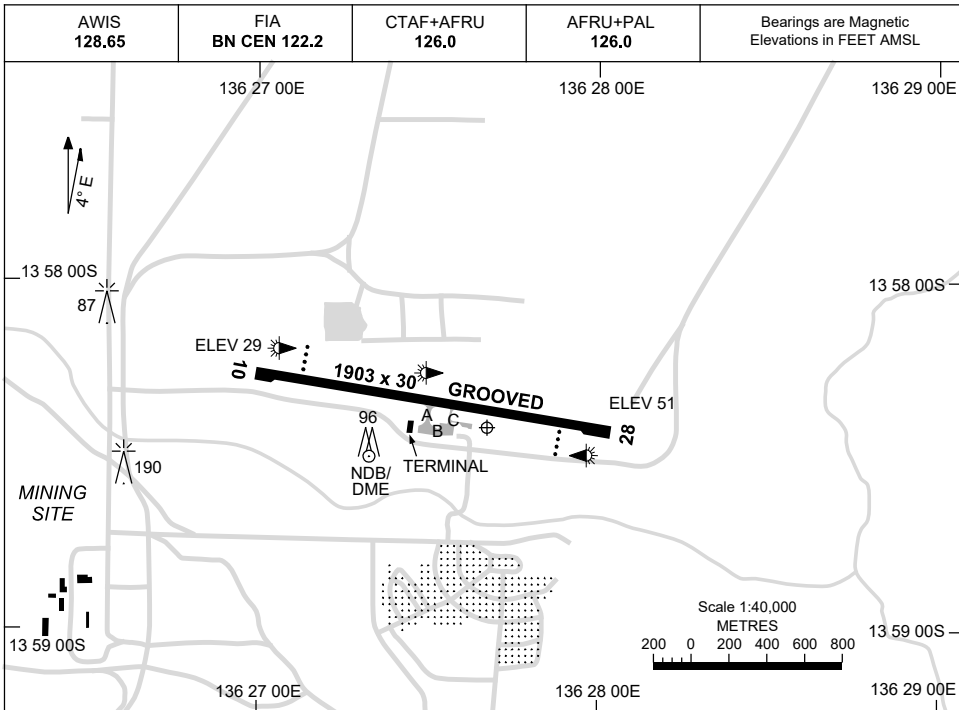 AWIS
128.65
FIA
BN CEN 122.2
CTAF+AFRU
126.0
AFRU+PAL
126.0
Bearings are Magnetic
Elevations in FEET AMSL
136 27 00E
136 28 00E
136 29 00E
4° E
13 58 00S
13 58 00S
87
ELEV 29
10
1903 x 30
GROOVED
ELEV 51
28
A
B
C
96
NDB/
DME
TERMINAL
190
MINING
SITE
Scale 1:40,000
METRES
200 0 200 400 600 800
13 59 00S
13 59 00S
136 27 00E
136 28 00E
136 29 00E